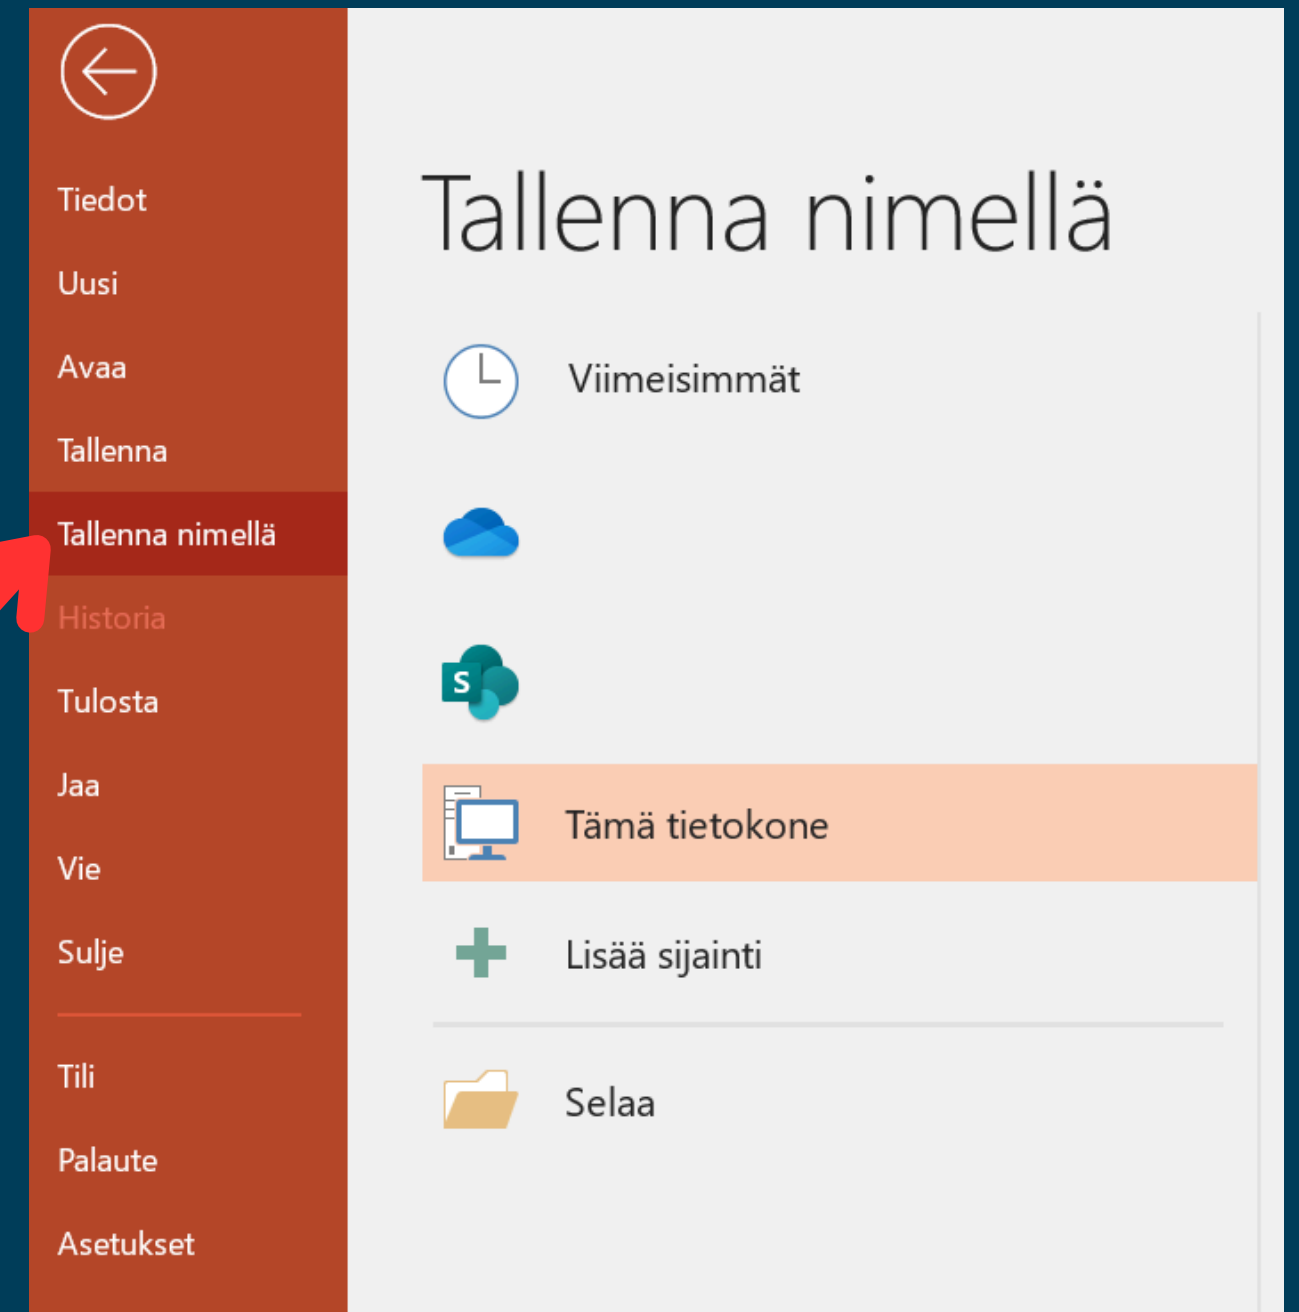 Tiedot
Uusi
Avaa
Tallenna
Tallenna nimellä
Historia
Tulosta
Jaa
Vie
Sulje
Tili
Palaute
Asetukset
Tallenna nimellä
Viimeisimmät
S
Tämä tietokone
Lisää sijainti
Selaa